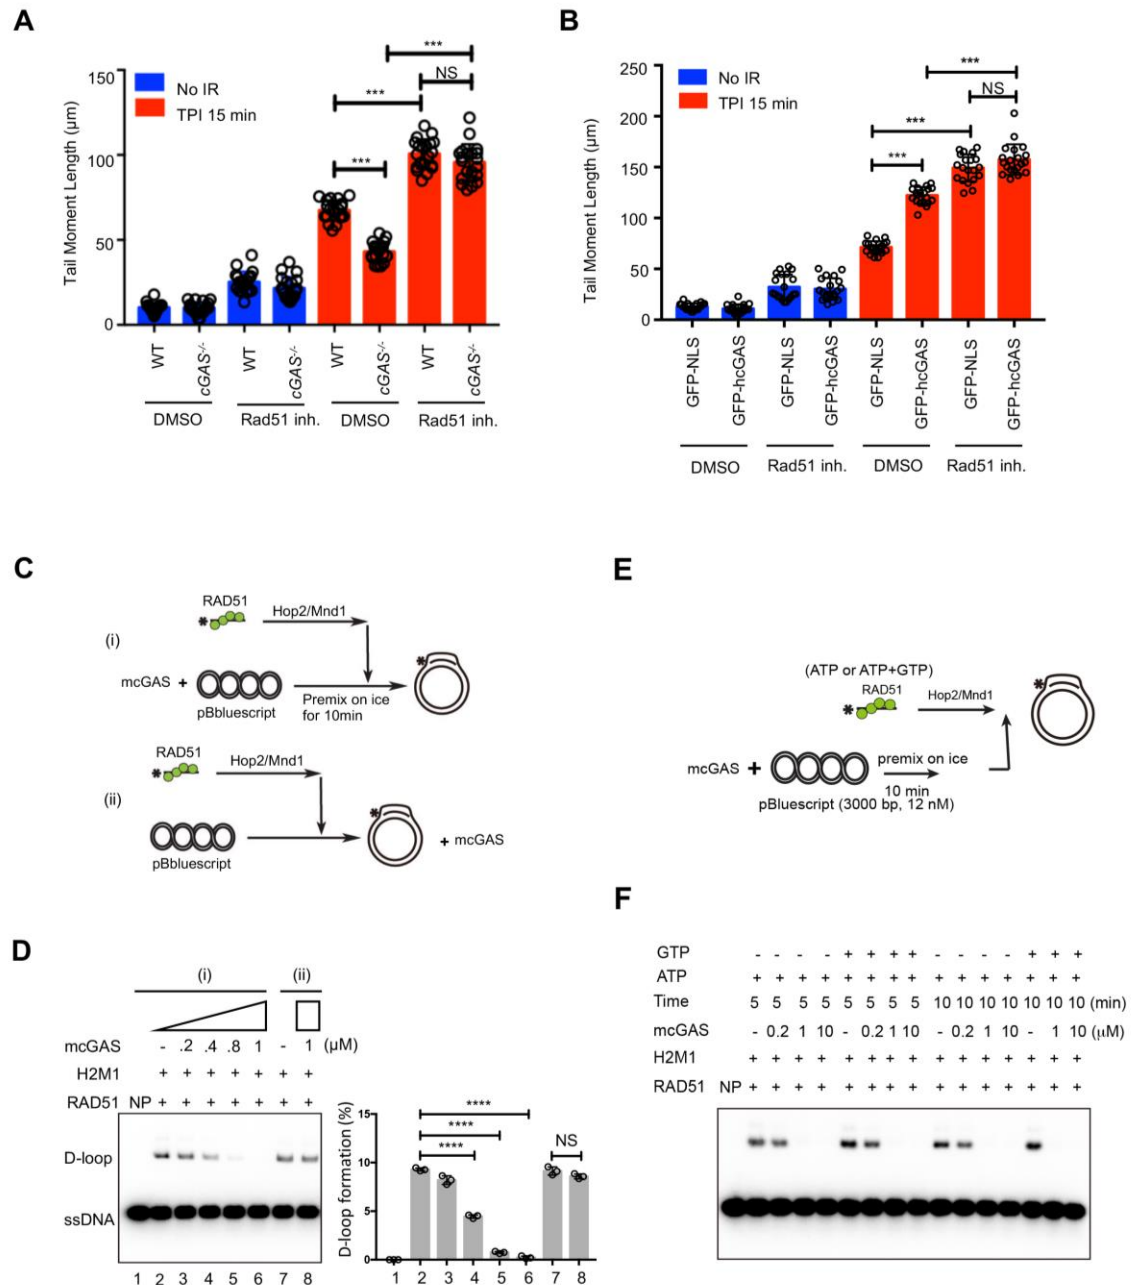 A
***
***
NS
***
No IR
TPI 15 min
150
100
50
0
Tail Moment Length (µm)
WT
cGAS-/-
WT
cGAS-/-
WT
cGAS-/-
WT
cGAS-/-
DMSO
Rad51 inh.
DMSO
Rad51 inh.
B
***
NS
***
***
No IR
TPI 15 min
250
200
150
100
50
0
Tail Moment Length (µm)
GFP-NLS
GFP-hcGAS
GFP-NLS
GFP-hcGAS
GFP-NLS
GFP-hcGAS
GFP-NLS
GFP-hcGAS
DMSO
Rad51 inh.
DMSO
Rad51 inh.
C
(i)
RAD51
*
Hop2/Mnd1
*
mcGAS +
pBbluescript
Premix on ice
for 10min
(ii)
RAD51
*
Hop2/Mnd1
*
pBbluescript
+ mcGAS
E
(ATP or ATP+GTP)
RAD51
*
Hop2/Mnd1
*
mcGAS +
premix on ice
10 min
pBluescript (3000 bp, 12 nM)
D
(i) (ii)
mcGAS - .2 .4 .8 1 - 1 (µM)
H2M1 + + + + + + +
RAD51 NP + + + + + + +
D-loop
ssDNA
1 2 3 4 5 6 7 8
D-loop formation (%)
15
10
5
0
****
****
****
NS
1 2 3 4 5 6 7 8
F
GTP - - - - + + + + - - - - + + +
ATP + + + + + + + + + + + + + + +
Time 5 5 5 5 5 5 5 5 10 10 10 10 10 10 10 (min)
mcGAS - 0.2 1 10 - 0.2 1 10 - 0.2 1 10 - 1 10 (µM)
H2M1 + + + + + + + + + + + + + + +
RAD51 NP + + + + + + + + + + + + + + +